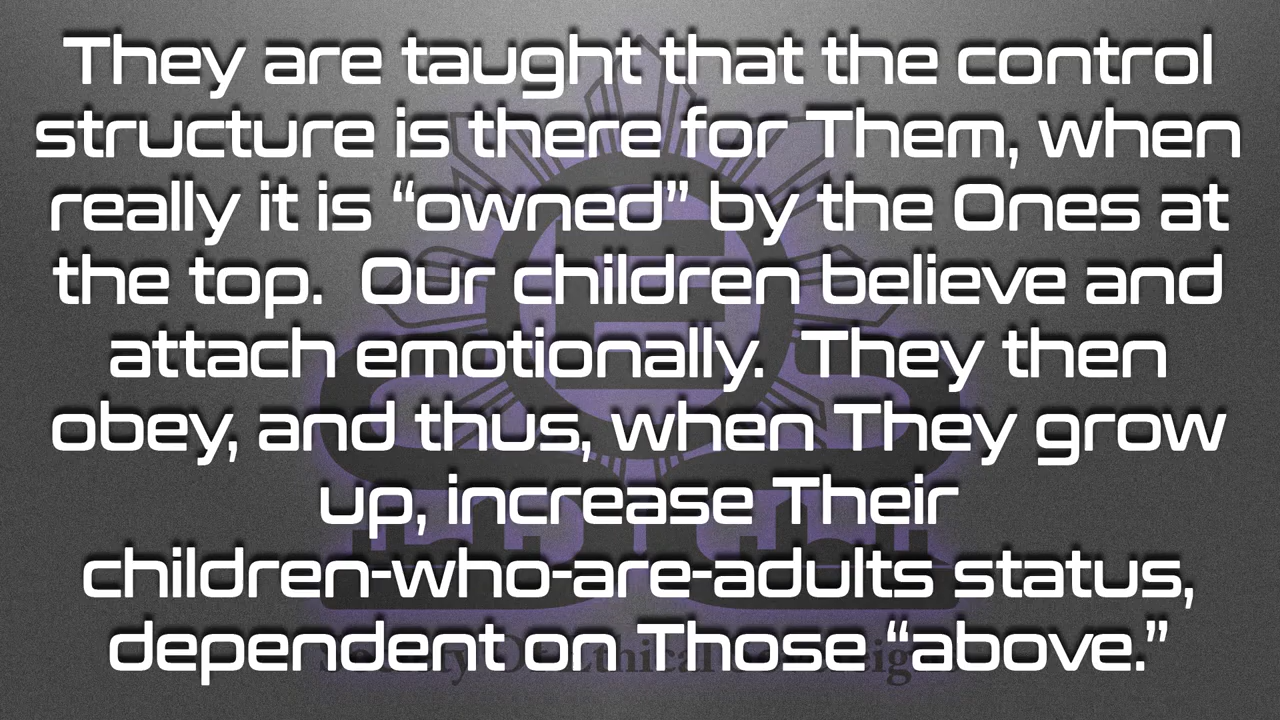 They are taught that the control
structure is there for Them, when
really it is “owned” by the Ones at
the top.  Our children believe and
attach emotionally.  They then
obey, and thus, when They grow
up, increase Their
children-who-are-adults status,
dependent on Those “above.”